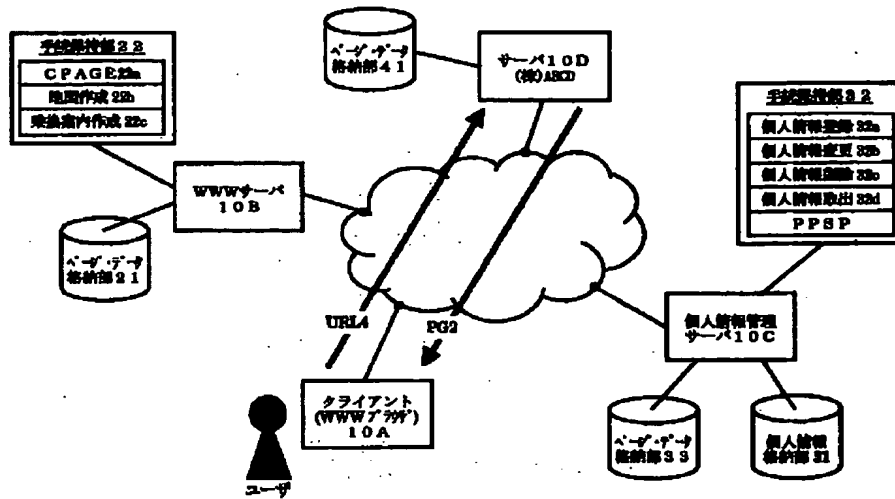 手続保持部22
CPAGE22a
地図作成22b
乗換案内作成22c
ページ・データ
格納部41
サーバ10D
(株)ABCD
手続保持部32
個人情報登録32a
個人情報変更32b
個人情報削除32c
個人情報取出32d
PPSP
WWWサーバ
10B
ページ・データ
格納部21
URL4
PG2
個人情報管理
サーバ10C
クライアント
(WWWブラウザ)
10A
ユーザ
ページ・データ
格納部33
個人情報
格納部31